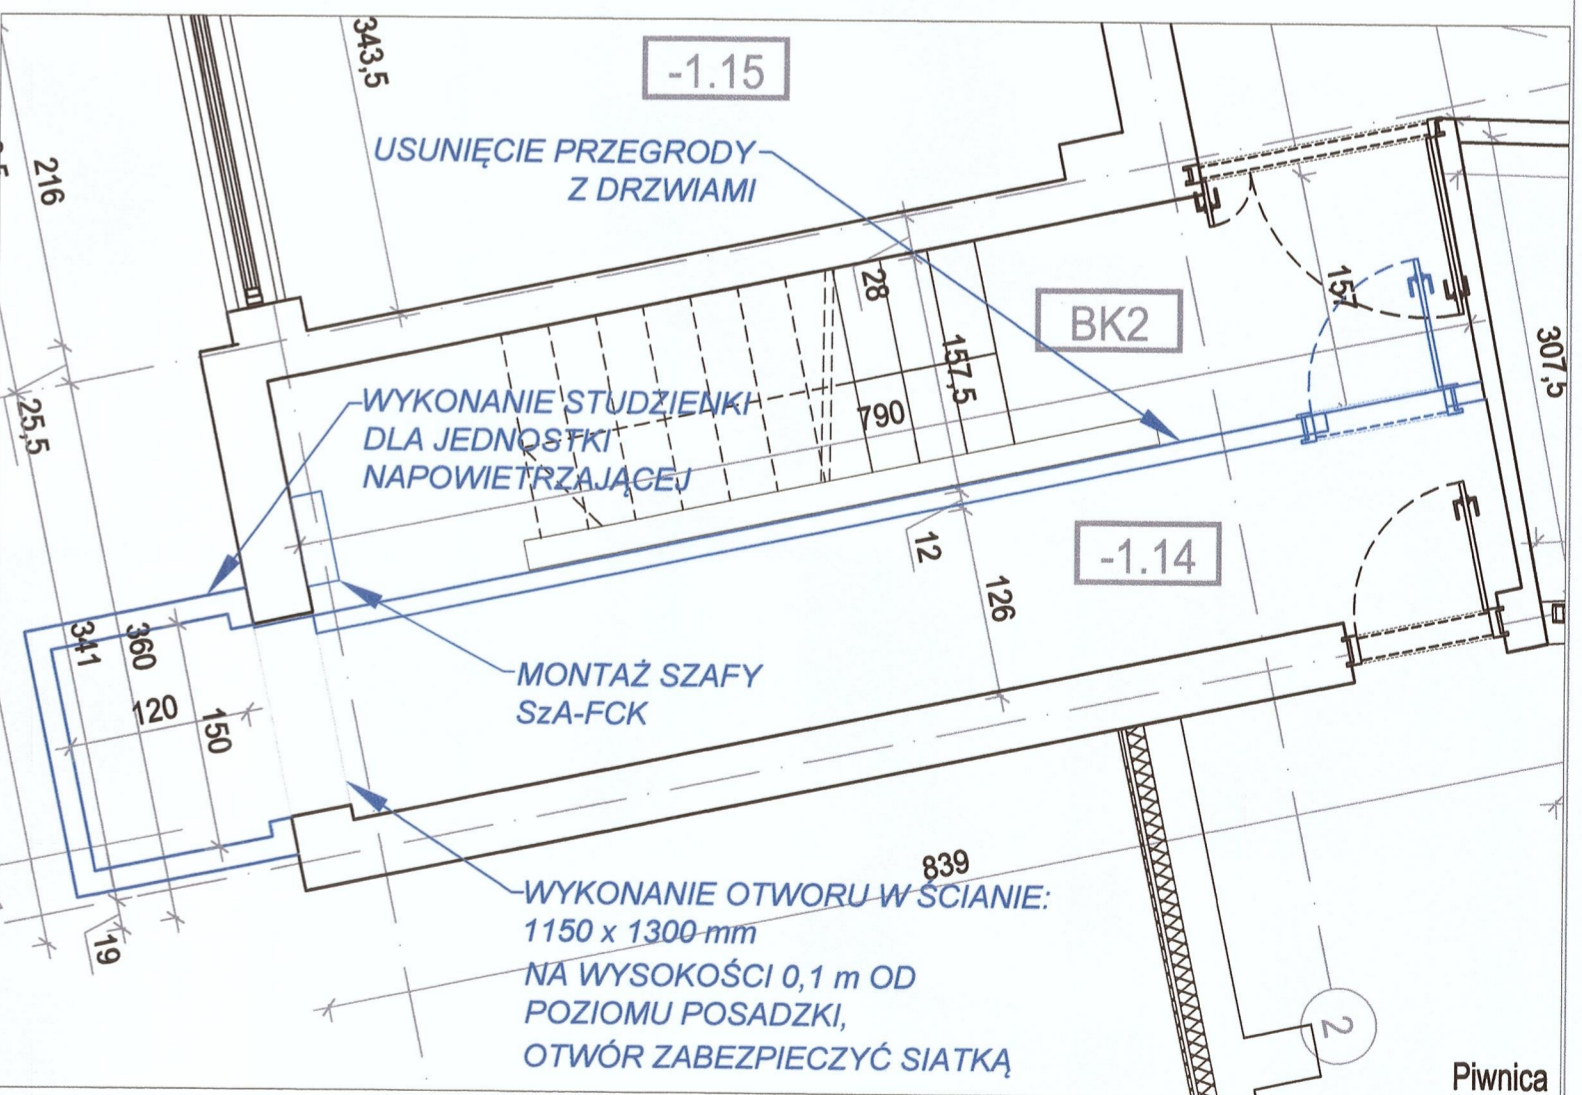 343,5
-1.15
USUNIĘCIE PRZEGRODY
Z DRZWIAMI
216
28
157
BK2
157,5
307,5
25,5
WYKONANIE STUDZIENKI
DLA JEDNOSTKI
NAPOWIETRZAJĄCEJ
790
12
-1.14
126
341
360
120
150
MONTAŻ SZAFY
SzA-FCK
839
WYKONANIE OTWORU W ŚCIANIE:
1150 x 1300 mm
NA WYSOKOŚCI 0,1 m OD
POZIOMU POSADZKI,
OTWÓR ZABEZPIECZYĆ SIATKĄ
19
2
Piwnica